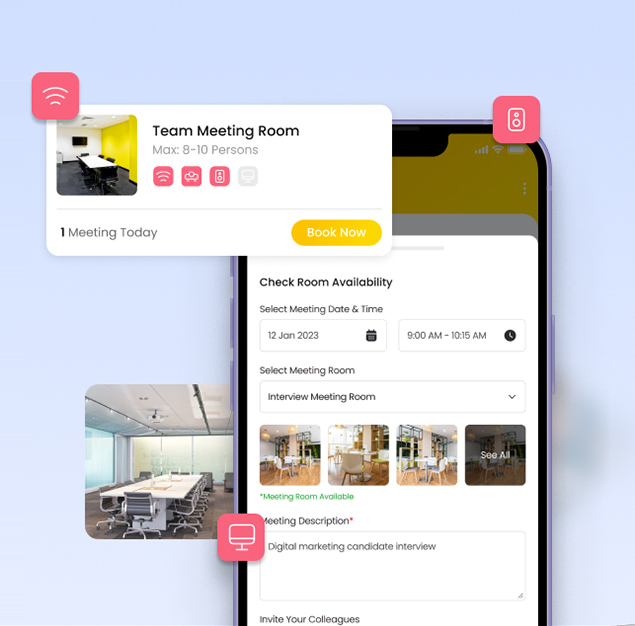 Team Meeting Room
Max: 8-10 Persons
1 Meeting Today
Book Now
Check Room Availability
Select Meeting Date & Time
12 Jan 2023
9:00 AM - 10:15 AM
Select Meeting Room
Interview Meeting Room
See All
*Meeting Room Available
Meeting Description*
Digital marketing candidate interview
Invite Your Colleagues